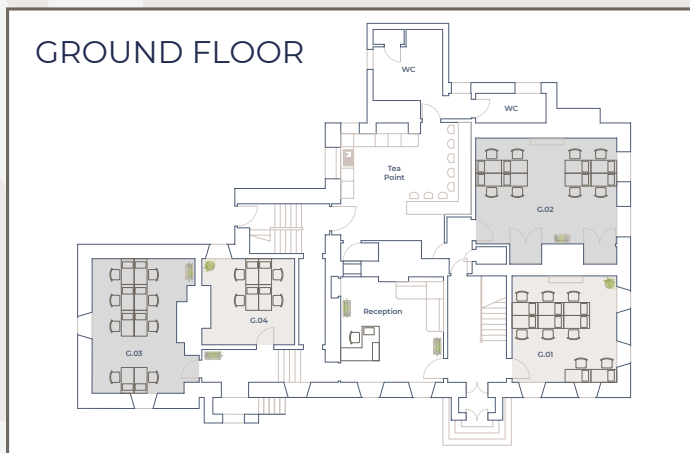 GROUND FLOOR
WC
WC
Tea
Point
G.02
Reception
G.04
G.03
G.01